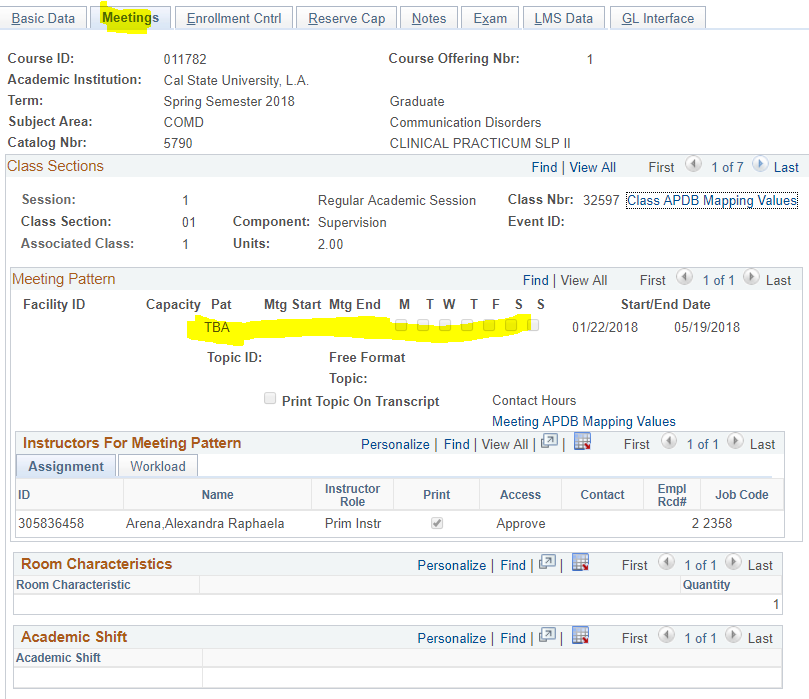 Basic Data Meetings Enrollment Cntrl Reserve Cap Notes Exam LMS Data GL Interface
Course ID: 011782 Course Offering Nbr: 1
Academic Institution: Cal State University, L.A.
Term: Spring Semester 2018 Graduate
Subject Area: COMD Communication Disorders
Catalog Nbr: 5790 CLINICAL PRACTICUM SLP II
Class Sections Find | View All First 1 of 7 Last
Session: 1 Regular Academic Session Class Nbr: 32597 Class APDB Mapping Values
Class Section: 01 Component: Supervision Event ID:
Associated Class: 1 Units: 2.00
Meeting Pattern Find | View All First 1 of 1 Last
Facility ID Capacity Pat Mtg Start Mtg End M T W T F S S Start/End Date
TBA 01/22/2018 05/19/2018
Topic ID: Free Format
Topic:
Print Topic On Transcript Contact Hours
Meeting APDB Mapping Values
Instructors For Meeting Pattern Personalize | Find | View All | | First 1 of 1 Last
Assignment Workload
ID Name Instructor Role Print Access Contact Empl Rcd# Job Code
305836458 Arena,Alexandra Raphaela Prim Instr Approve 2 2358
Room Characteristics Personalize | Find | | First 1 of 1 Last
Room Characteristic Quantity
1
Academic Shift Personalize | Find | | First 1 of 1 Last
Academic Shift